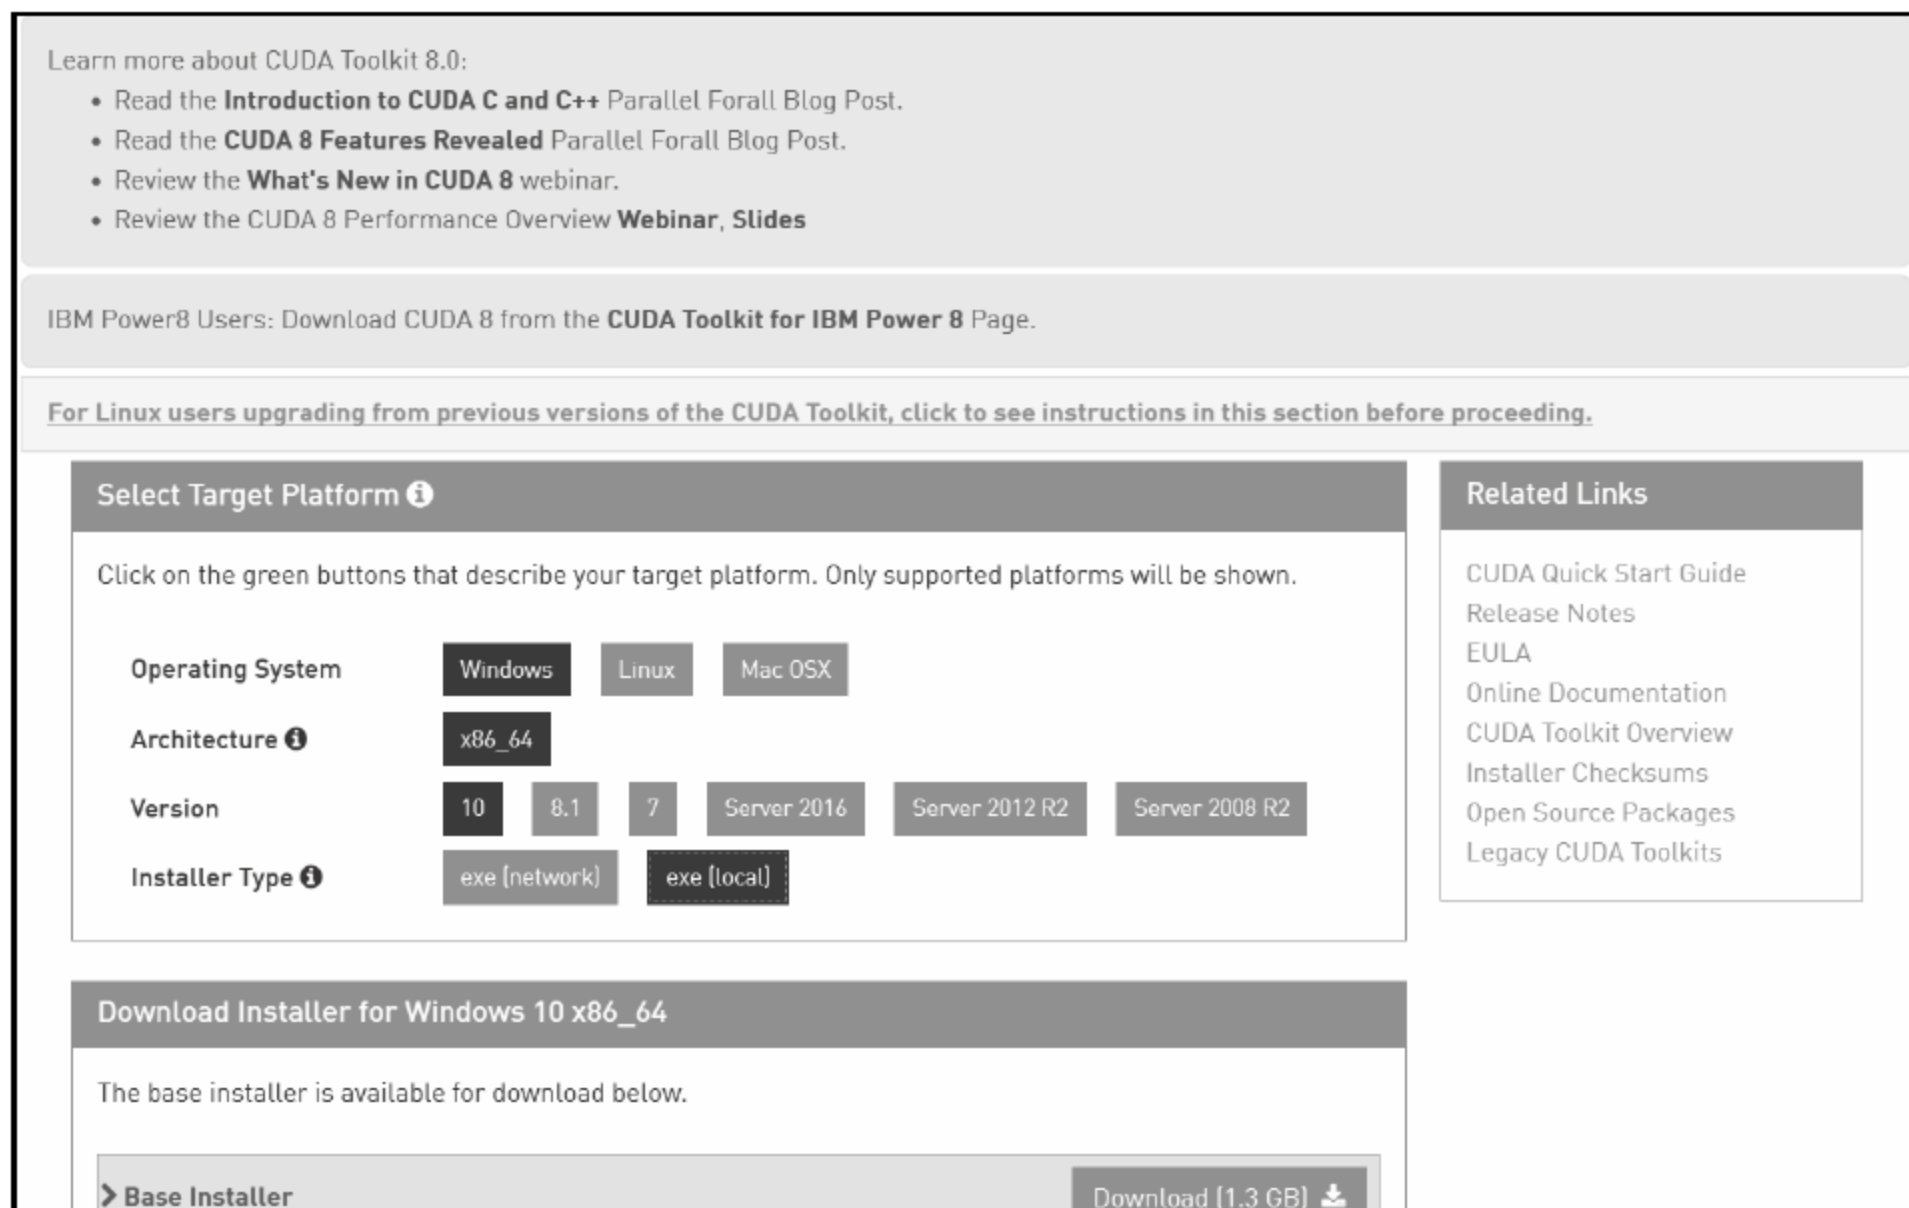 Learn more about CUDA Toolkit 8.0:
• Read the Introduction to CUDA C and C++ Parallel Forall Blog Post.
• Read the CUDA 8 Features Revealed Parallel Forall Blog Post.
• Review the What's New in CUDA 8 webinar.
• Review the CUDA 8 Performance Overview Webinar, Slides
IBM Power8 Users: Download CUDA 8 from the CUDA Toolkit for IBM Power 8 Page.
For Linux users upgrading from previous versions of the CUDA Toolkit, click to see instructions in this section before proceeding.
Select Target Platform
Click on the green buttons that describe your target platform. Only supported platforms will be shown.
Operating System Windows Linux Mac OSX
Architecture x86_64
Version 10 8.1 7 Server 2016 Server 2012 R2 Server 2008 R2
Installer Type exe (network) exe (local)
Related Links
CUDA Quick Start Guide
Release Notes
EULA
Online Documentation
CUDA Toolkit Overview
Installer Checksums
Open Source Packages
Legacy CUDA Toolkits
Download Installer for Windows 10 x86_64
The base installer is available for download below.
Base Installer Download (1.3 GB)